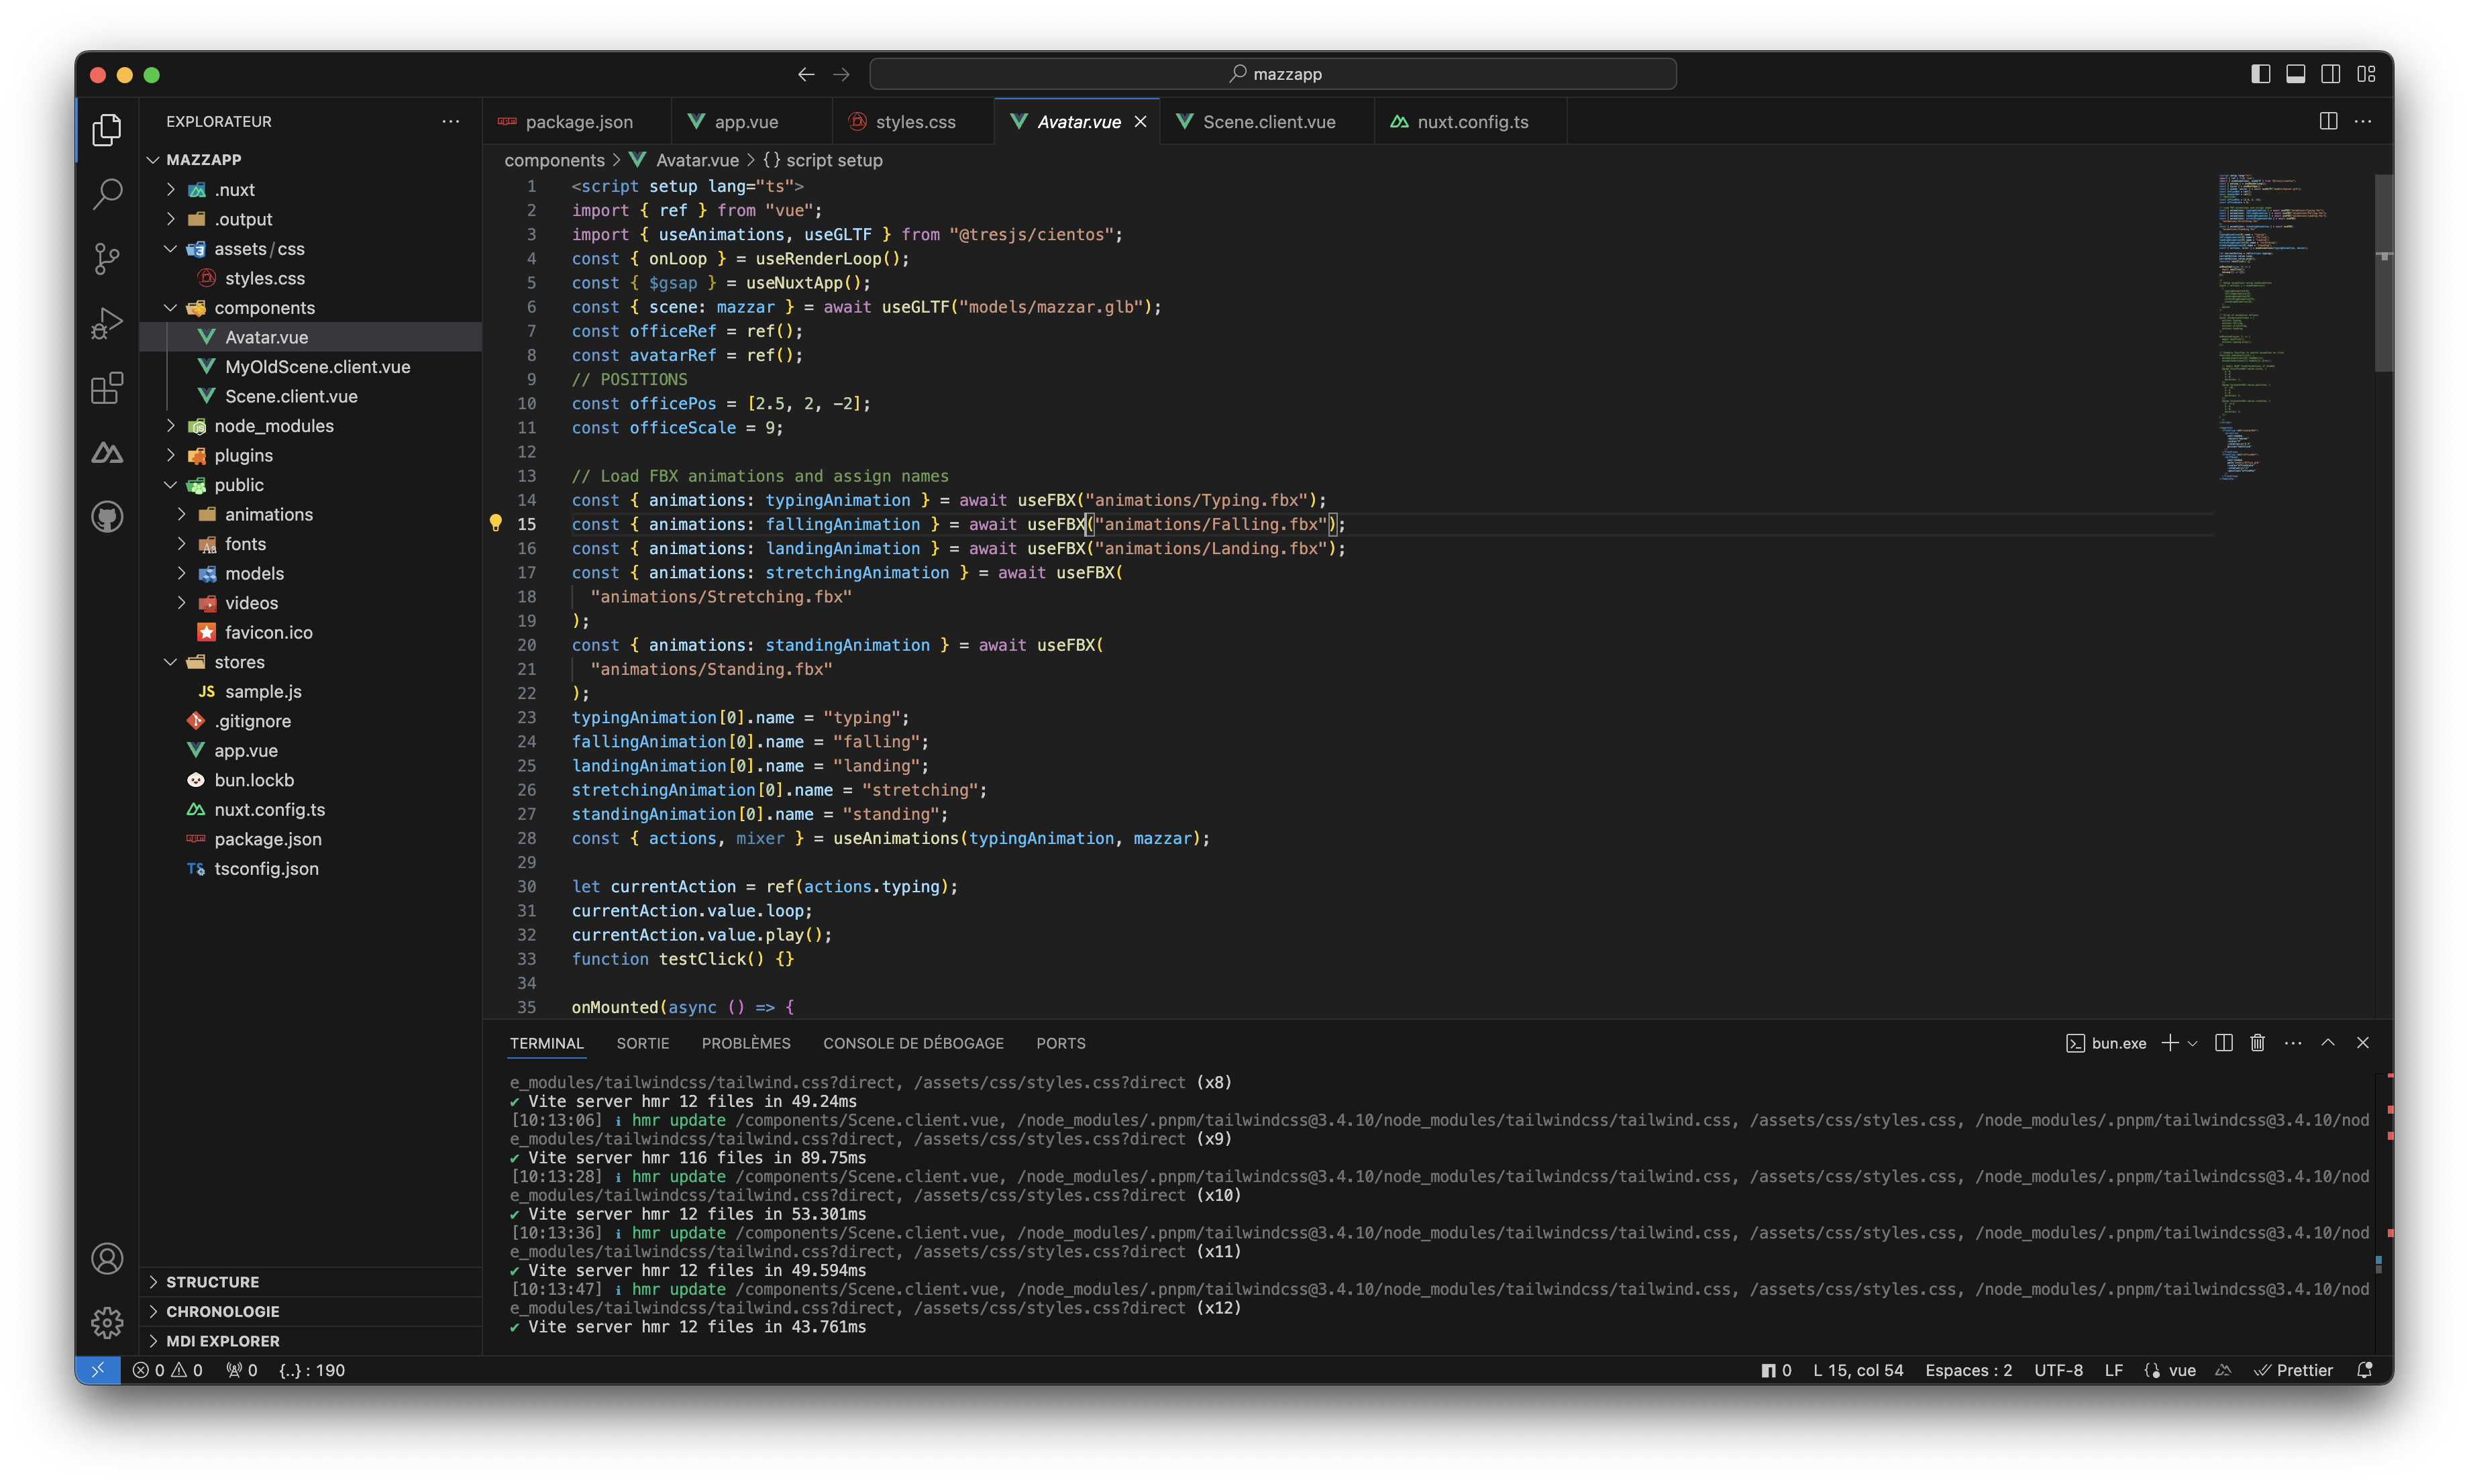 mazzapp
EXPLORATEUR
MAZZAPP
.nuxt
.output
assets/css
styles.css
components
Avatar.vue
MyOldScene.client.vue
Scene.client.vue
node_modules
plugins
public
animations
fonts
models
videos
favicon.ico
stores
JS sample.js
.gitignore
app.vue
bun.lockb
nuxt.config.ts
package.json
TS tsconfig.json
STRUCTURE
CHRONOLOGIE
MDI EXPLORER
package.json app.vue styles.css Avatar.vue Scene.client.vue nuxt.config.ts
components > Avatar.vue > {} script setup
1 <script setup lang="ts">
2 import { ref } from "vue";
3 import { useAnimations, useGLTF } from "@tresjs/cientos";
4 const { onLoop } = useRenderLoop();
5 const { $gsap } = useNuxtApp();
6 const { scene: mazzar } = await useGLTF("models/mazzar.glb");
7 const officeRef = ref();
8 const avatarRef = ref();
9 // POSITIONS
10 const officePos = [2.5, 2, -2];
11 const officeScale = 9;
12
13 // Load FBX animations and assign names
14 const { animations: typingAnimation } = await useFBX("animations/Typing.fbx");
15 const { animations: fallingAnimation } = await useFBX("animations/Falling.fbx");
16 const { animations: landingAnimation } = await useFBX("animations/Landing.fbx");
17 const { animations: stretchingAnimation } = await useFBX(
18 "animations/Stretching.fbx"
19 );
20 const { animations: standingAnimation } = await useFBX(
21 "animations/Standing.fbx"
22 );
23 typingAnimation[0].name = "typing";
24 fallingAnimation[0].name = "falling";
25 landingAnimation[0].name = "landing";
26 stretchingAnimation[0].name = "stretching";
27 standingAnimation[0].name = "standing";
28 const { actions, mixer } = useAnimations(typingAnimation, mazzar);
29
30 let currentAction = ref(actions.typing);
31 currentAction.value.loop;
32 currentAction.value.play();
33 function testClick() {}
34
35 onMounted(async () => {
TERMINAL SORTIE PROBLÈMES CONSOLE DE DÉBOGAGE PORTS bun.exe
e_modules/tailwindcss/tailwind.css?direct, /assets/css/styles.css?direct (x8)
✔ Vite server hmr 12 files in 49.24ms
[10:13:06] ℹ hmr update /components/Scene.client.vue, /node_modules/.pnpm/tailwindcss@3.4.10/node_modules/tailwindcss/tailwind.css, /assets/css/styles.css, /node_modules/.pnpm/tailwindcss@3.4.10/nod
e_modules/tailwindcss/tailwind.css?direct, /assets/css/styles.css?direct (x9)
✔ Vite server hmr 116 files in 89.75ms
[10:13:28] ℹ hmr update /components/Scene.client.vue, /node_modules/.pnpm/tailwindcss@3.4.10/node_modules/tailwindcss/tailwind.css, /assets/css/styles.css, /node_modules/.pnpm/tailwindcss@3.4.10/nod
e_modules/tailwindcss/tailwind.css?direct, /assets/css/styles.css?direct (x10)
✔ Vite server hmr 12 files in 53.301ms
[10:13:36] ℹ hmr update /components/Scene.client.vue, /node_modules/.pnpm/tailwindcss@3.4.10/node_modules/tailwindcss/tailwind.css, /assets/css/styles.css, /node_modules/.pnpm/tailwindcss@3.4.10/nod
e_modules/tailwindcss/tailwind.css?direct, /assets/css/styles.css?direct (x11)
✔ Vite server hmr 12 files in 49.594ms
[10:13:47] ℹ hmr update /components/Scene.client.vue, /node_modules/.pnpm/tailwindcss@3.4.10/node_modules/tailwindcss/tailwind.css, /assets/css/styles.css, /node_modules/.pnpm/tailwindcss@3.4.10/nod
e_modules/tailwindcss/tailwind.css?direct, /assets/css/styles.css?direct (x12)
✔ Vite server hmr 12 files in 43.761ms
0 0 0 {..} : 190 0 L 15, col 54 Espaces : 2 UTF-8 LF vue Prettier